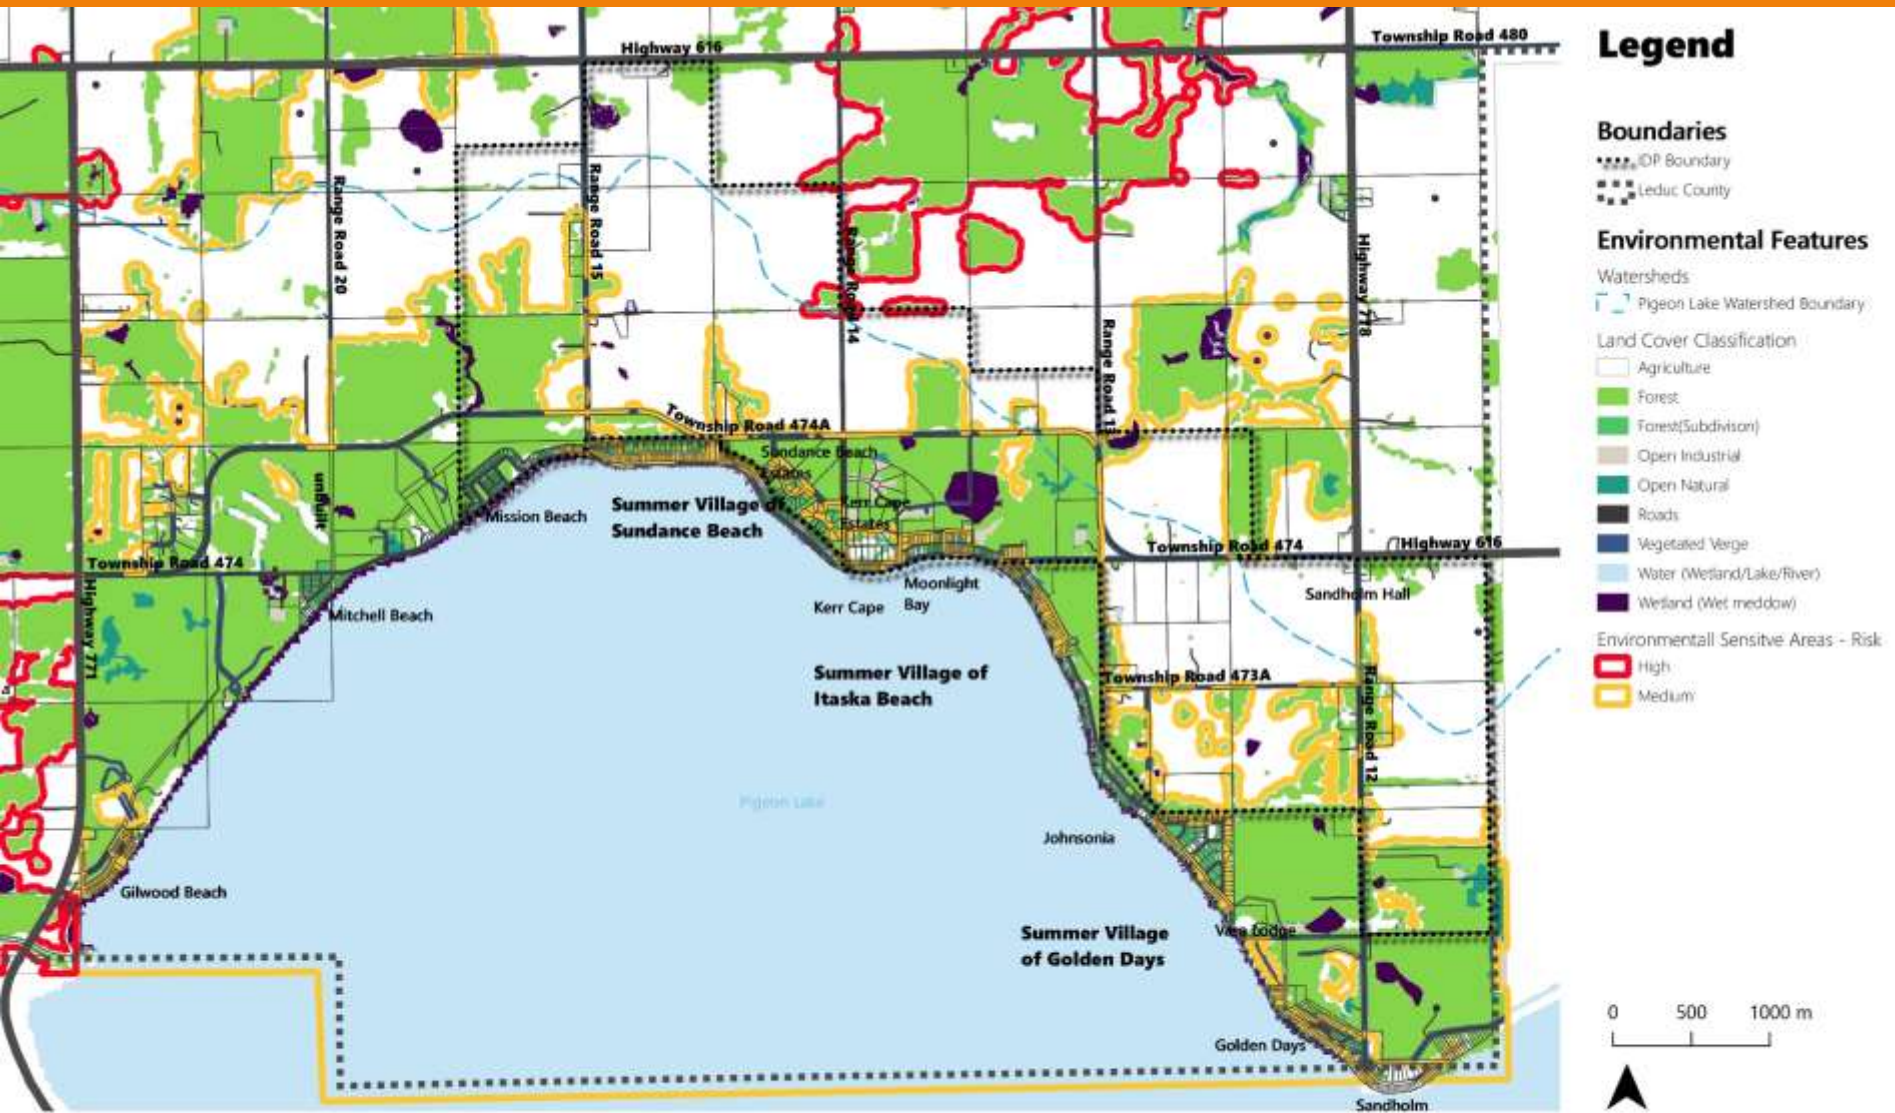 Highway 616
Township Road 480
Range Road 20
Range Road 15
Range Road 14
Highway 778
Range Road 13
Township Road 474A
Sundance Beach
Estates
Kerr Cape
Estates
Summer Village of
Sundance Beach
Mission Beach
Township Road 474
Highway 616
Township Road 474
Moonlight
Bay
Kerr Cape
Sandholm Hall
Mitchell Beach
Highway 771
Summer Village of
Itaska Beach
Township Road 473A
Range Road 12
Pigeon Lake
Johnsonia
Gilwood Beach
Summer Village
of Golden Days
Golden Days
Sandholm
Legend
Boundaries
IDP Boundary
Leduc County
Environmental Features
Watersheds
Pigeon Lake Watershed Boundary
Land Cover Classification
Agriculture
Forest
Forest(Subdivison)
Open Industrial
Open Natural
Roads
Vegetated Verge
Water (Wetland/Lake/River)
Wetland (Wet meddow)
Environmentall Sensitve Areas - Risk
High
Medium
0 500 1000 m